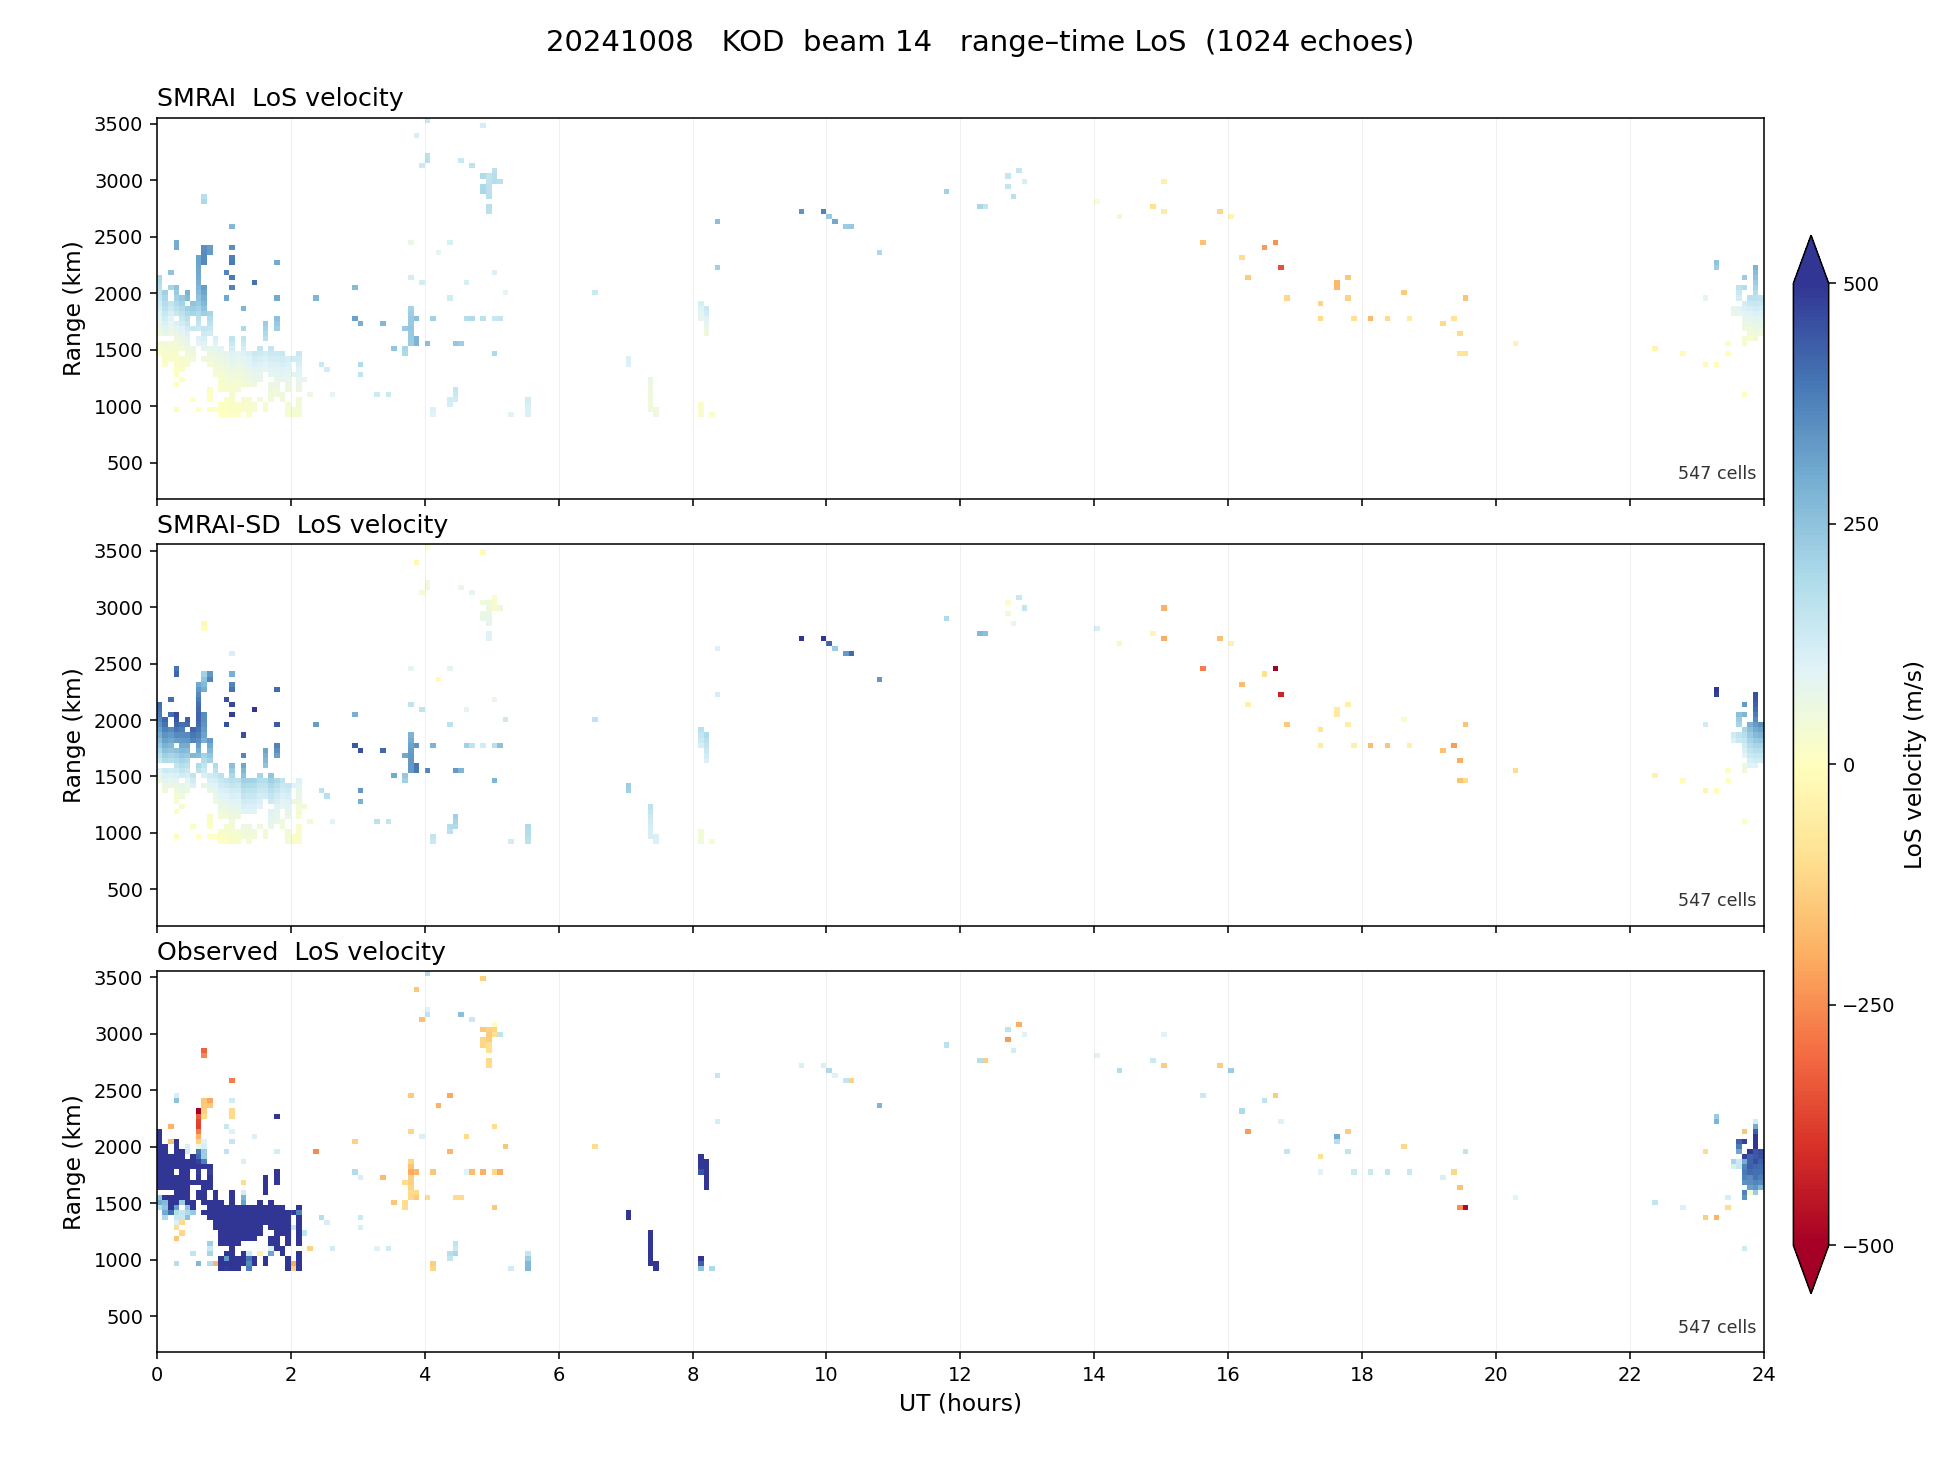 20241008   KOD  beam 14   range–time LoS  (1024 echoes)
SMRAI  LoS velocity
3500
3000
2500
2000
1500
1000
500
Range (km)
547 cells
SMRAI-SD  LoS velocity
3500
3000
2500
2000
1500
1000
500
Range (km)
547 cells
Observed  LoS velocity
3500
3000
2500
2000
1500
1000
500
Range (km)
547 cells
0 2 4 6 8 10 12 14 16 18 20 22 24
UT (hours)
500
250
0
−250
−500
LoS velocity (m/s)